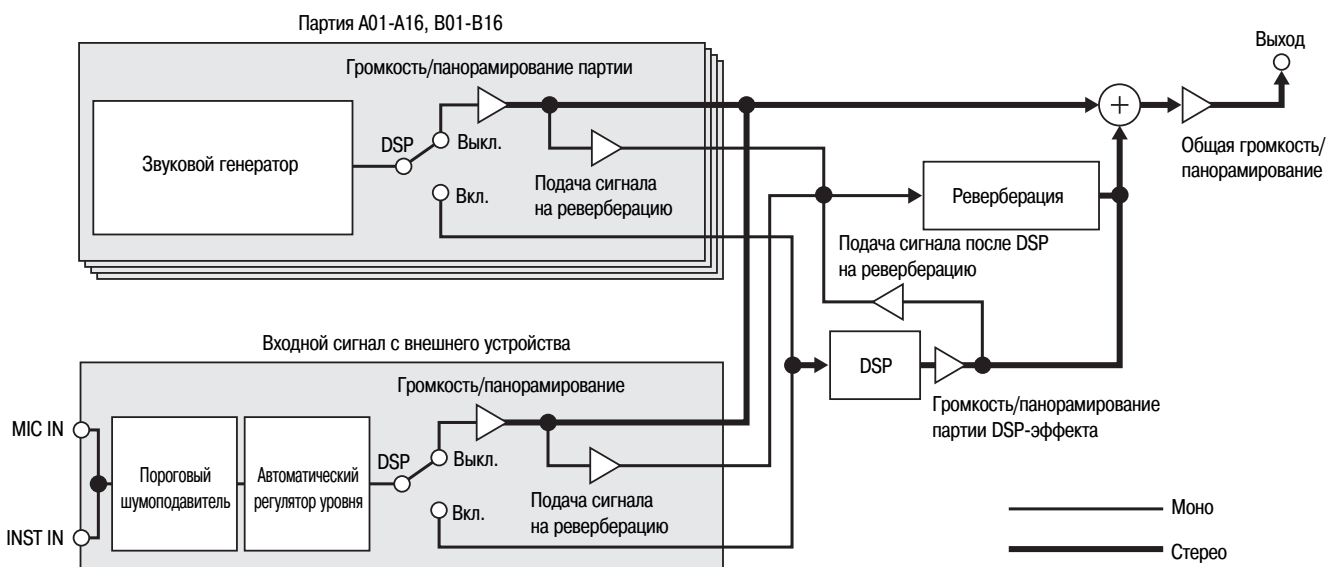 Партия A01-A16, B01-B16
Громкость/панорамирование партии
Звуковой генератор
DSP
Выкл.
Вкл.
Подача сигнала
на реверберацию
Выход
Общая громкость/
панорамирование
Реверберация
Подача сигнала после DSP
на реверберацию
DSP
Громкость/панорамирование
партии DSP-эффекта
Входной сигнал с внешнего устройства
Громкость/панорамирование
MIC IN
INST IN
Пороговый
шумоподавитель
Автоматический
регулятор уровня
DSP
Выкл.
Вкл.
Подача сигнала
на реверберацию
Моно
Стерео